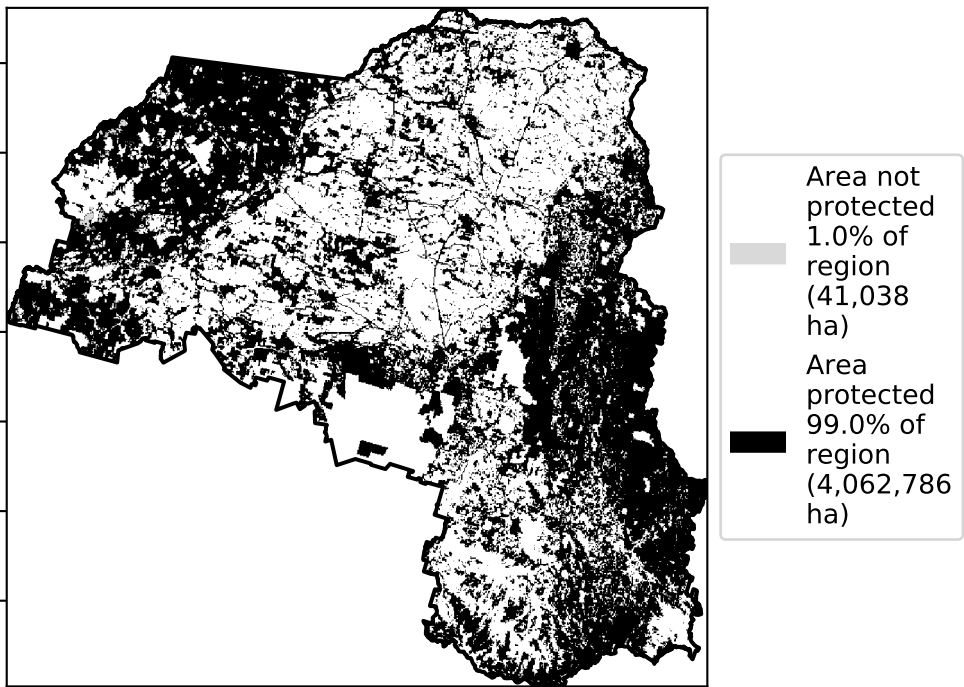 Area not
protected
1.0% of
region
(41,038
ha)
Area
protected
99.0% of
region
(4,062,786
ha)